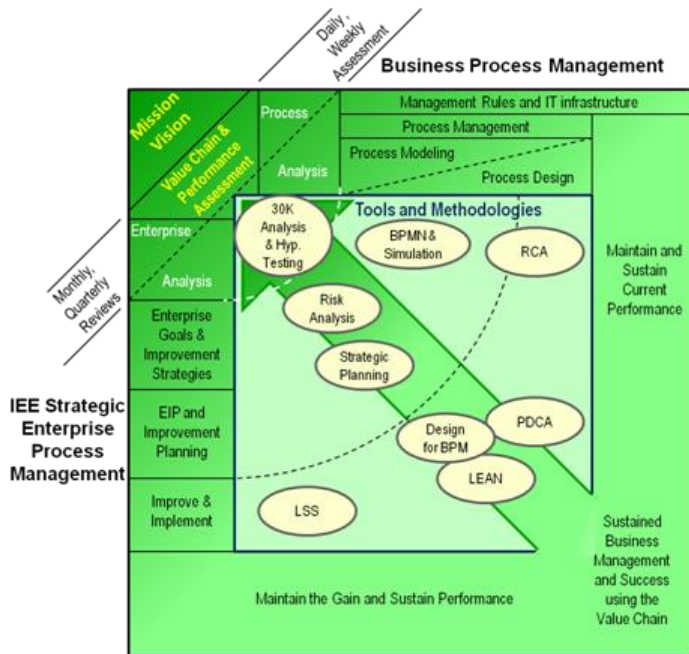 Daily,
Weekly
Assessment
Business Process Management
Mission
Vision
Value Chain &
Performance
Assessment
Process
Analysis
Management Rules and IT infrastructure
Process Management
Process Modeling
Process Design
Enterprise
Analysis
Monthly,
Quarterly
Reviews
Tools and Methodologies
30K
Analysis
& Hyp.
Testing
BPMN &
Simulation
RCA
Maintain and
Sustain
Current
Performance
Risk
Analysis
Enterprise
Goals &
Improvement
Strategies
Strategic
Planning
IEE Strategic
Enterprise
Process
Management
EIP and
Improvement
Planning
Design
for BPM
PDCA
LEAN
Improve &
Implement
LSS
Sustained
Business
Management
and Success
using the
Value Chain
Maintain the Gain and Sustain Performance